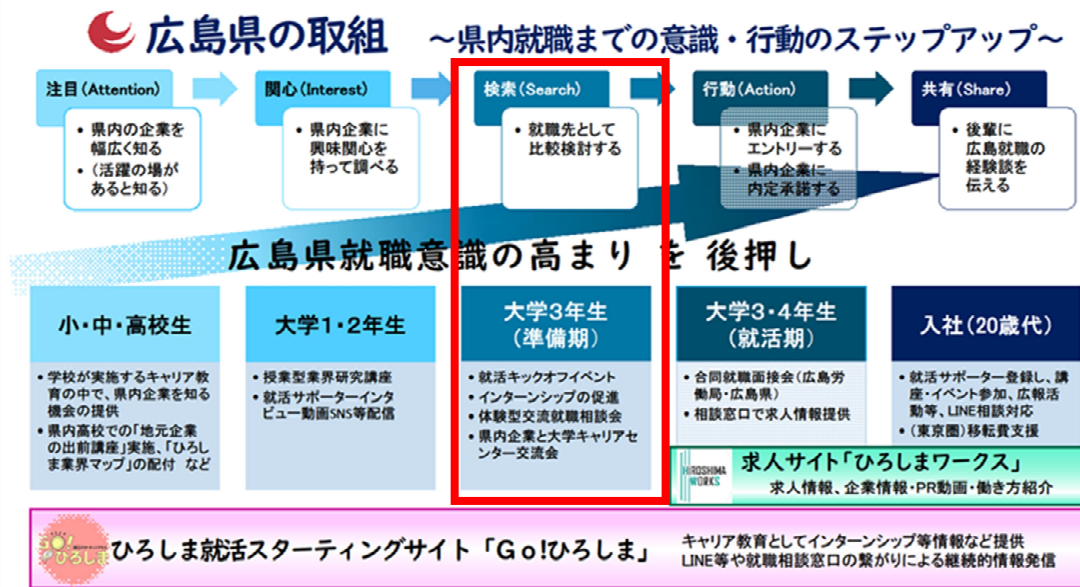 広島県の取組 ～県内就職までの意識・行動のステップアップ～
注目(Attention)
・県内の企業を
幅広く知る
・(活躍の場が
あると知る)
関心(Interest)
・県内企業に
興味関心を
持って調べる
検索(Search)
・就職先として
比較検討する
行動(Action)
・県内企業に
エントリーする
・県内企業に
内定承諾する
共有(Share)
・後輩に
広島就職の
経験談を
伝える
広島県就職意識の高まり を 後押し
小・中・高校生
・学校が実施するキャリア教
育の中で、県内企業を知る
機会の提供
・県内高校での「地元企業
の出前講座」実施、「ひろし
ま業界マップ」の配付 など
大学1・2年生
・授業型業界研究講座
・就活サポーターインタ
ビュー動画SNS等配信
大学3年生
(準備期)
・就活キックオフイベント
・インターンシップの促進
・体験型交流就職相談会
・県内企業と大学キャリアセ
ンター交流会
大学3・4年生
(就活期)
・合同就職面接会(広島労
働局・広島県)
・相談窓口で求人情報提供
入社(20歳代)
・就活サポーター登録し、講
座・イベント参加、広報活
動等、LINE相談対応
・(東京圏)移転費支援
HIROSHIMA
WORKS
求人サイト「ひろしまワークス」
求人情報、企業情報・PR動画・働き方紹介
GO!
ひろしま
ひろしま就活スターティングサイト「Go!ひろしま」
キャリア教育としてインターンシップ等情報など提供
LINE等や就職相談窓口の繋がりによる継続的情報発信